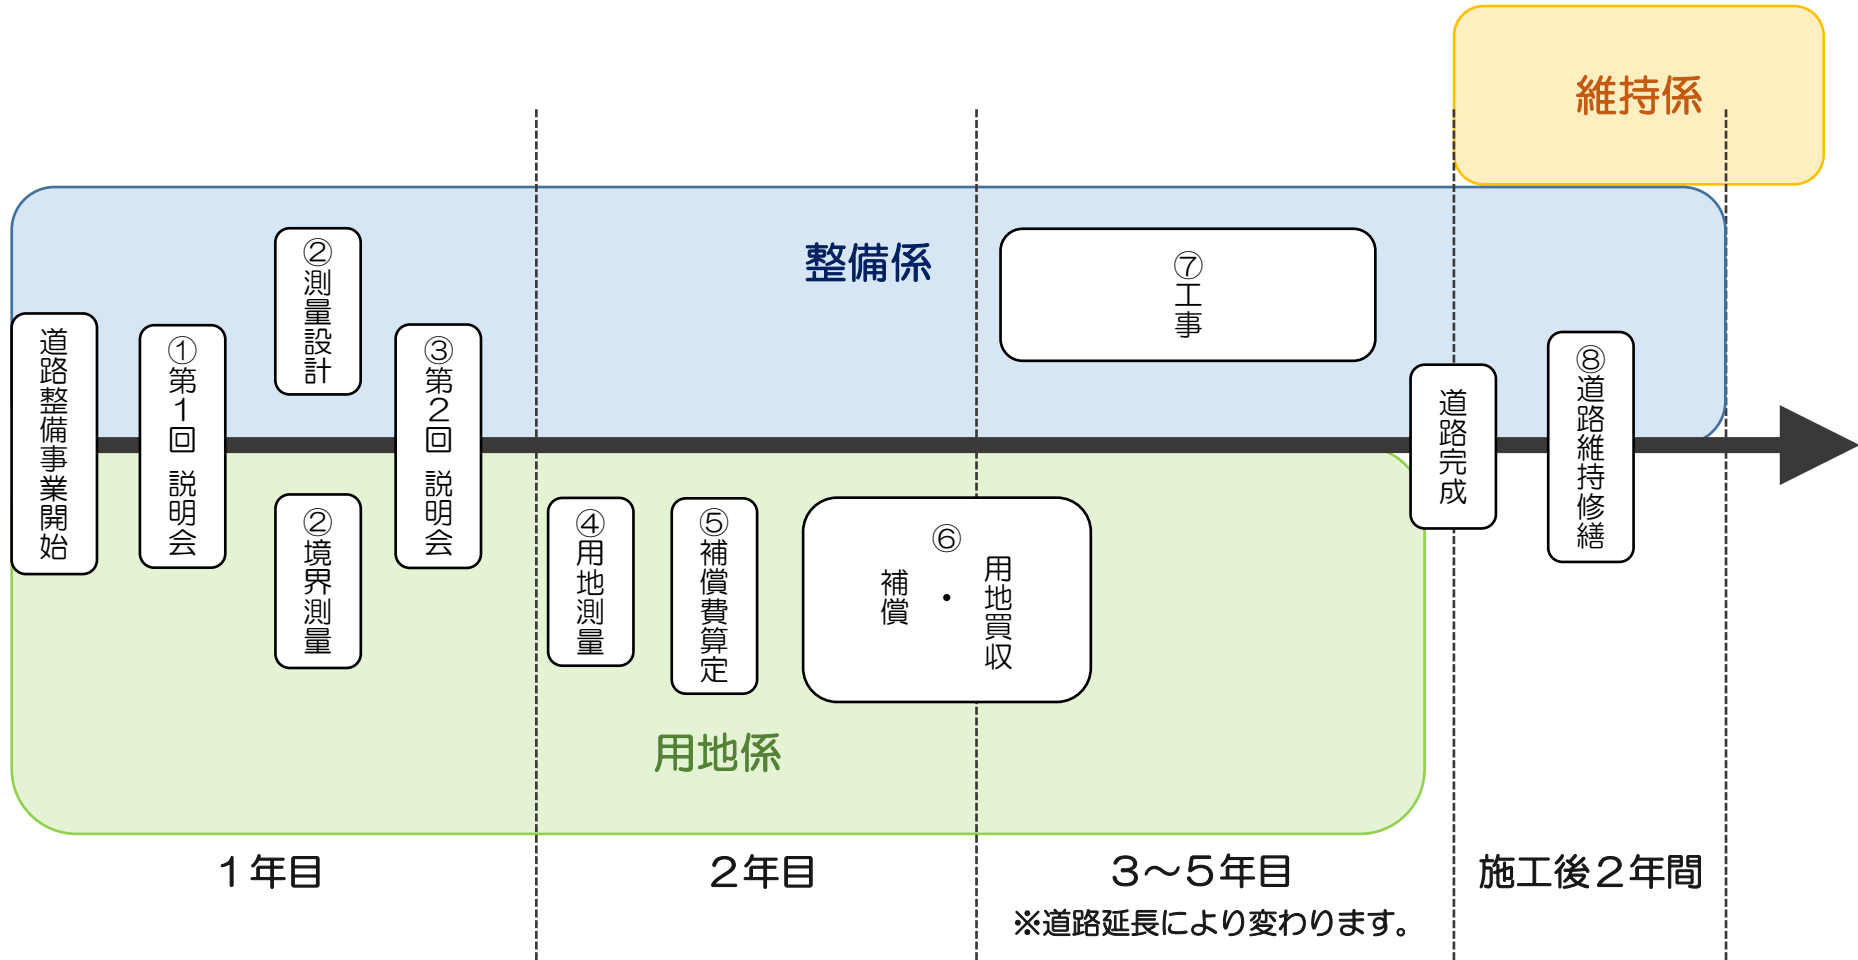 維持係
整備係
道路整備事業開始
①第１回 説明会
②測量設計
②境界測量
③第２回 説明会
④用地測量
⑤補償費算定
⑥
用地買収
・
補償
⑦工事
道路完成
⑧道路維持修繕
用地係
１年目
２年目
３～５年目
施工後２年間
※道路延長により変わります。